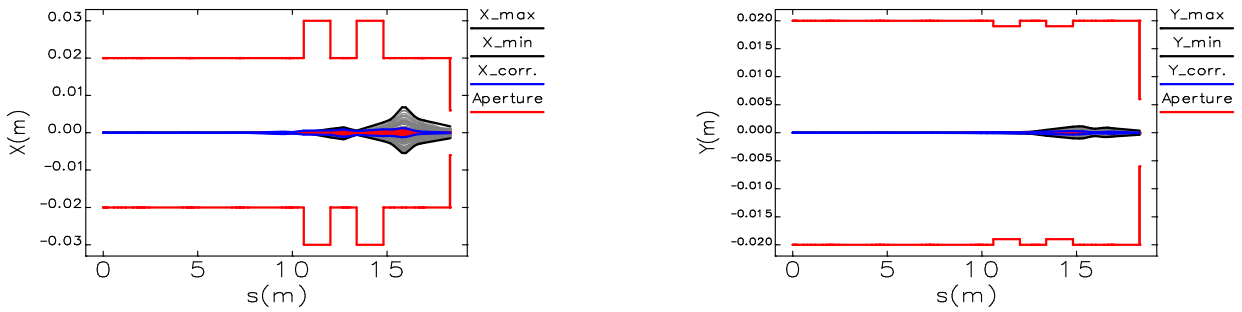 0.03
0.02
0.01
0.00
-0.01
-0.02
-0.03
X(m)
0 5 10 15
s(m)
X_max
X_min
X_corr.
Aperture
0.020
0.015
0.010
0.005
0.000
-0.005
-0.010
-0.015
-0.020
Y(m)
0 5 10 15
s(m)
Y_max
Y_min
Y_corr.
Aperture